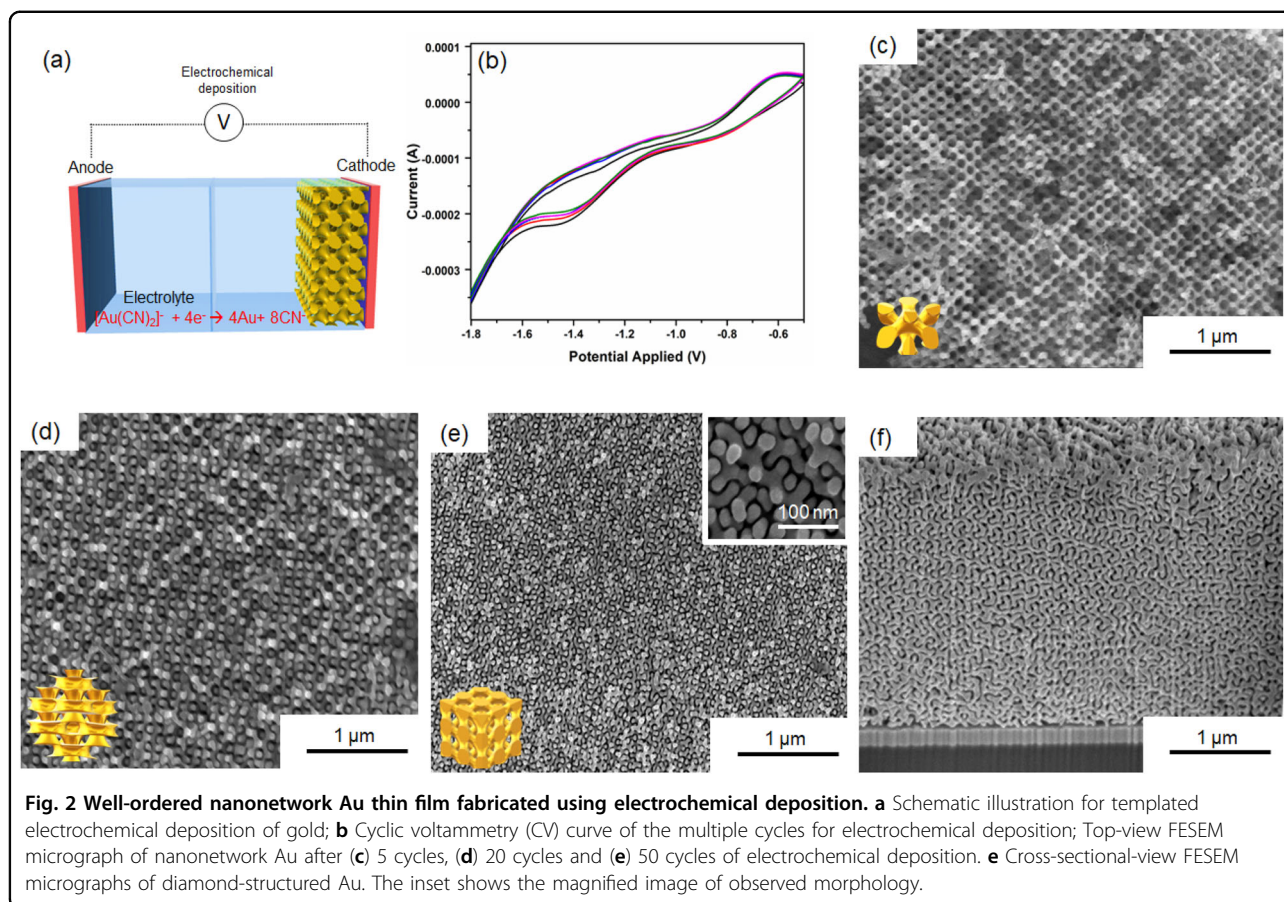 (a)
Electrochemical
deposition
V
Anode
Cathode
Electrolyte
[Au(CN)₂]⁻ + 4e⁻ → 4Au+ 8CN⁻
(b)
0.0001
0.0000
-0.0001
-0.0002
-0.0003
Current (A)
-1.8 -1.6 -1.4 -1.2 -1.0 -0.8 -0.6
Potential Applied (V)
(c)
1 µm
(d)
1 µm
(e)
100 nm
1 µm
(f)
1 µm
Fig. 2 Well-ordered nanonetwork Au thin film fabricated using electrochemical deposition. a Schematic illustration for templated
electrochemical deposition of gold; b Cyclic voltammetry (CV) curve of the multiple cycles for electrochemical deposition; Top-view FESEM
micrograph of nanonetwork Au after (c) 5 cycles, (d) 20 cycles and (e) 50 cycles of electrochemical deposition. e Cross-sectional-view FESEM
micrographs of diamond-structured Au. The inset shows the magnified image of observed morphology.